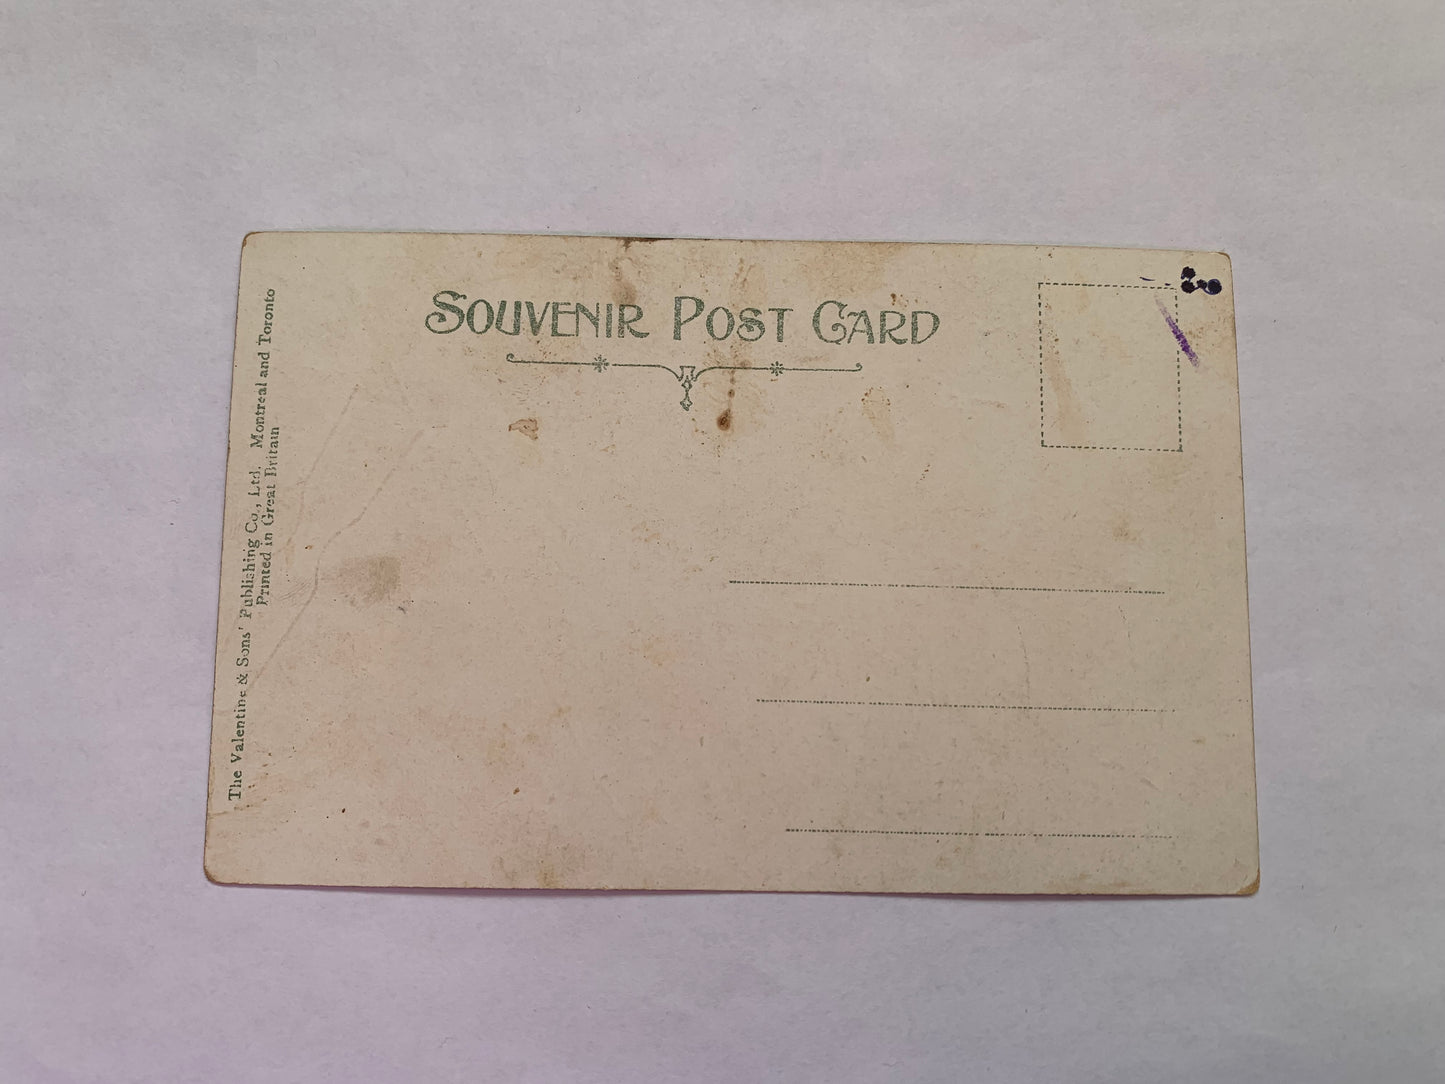 SOUVENIR POST CARD
The Valentine & Sons' Publishing Co., Ltd. Montreal and Toronto
Printed in Great Britain